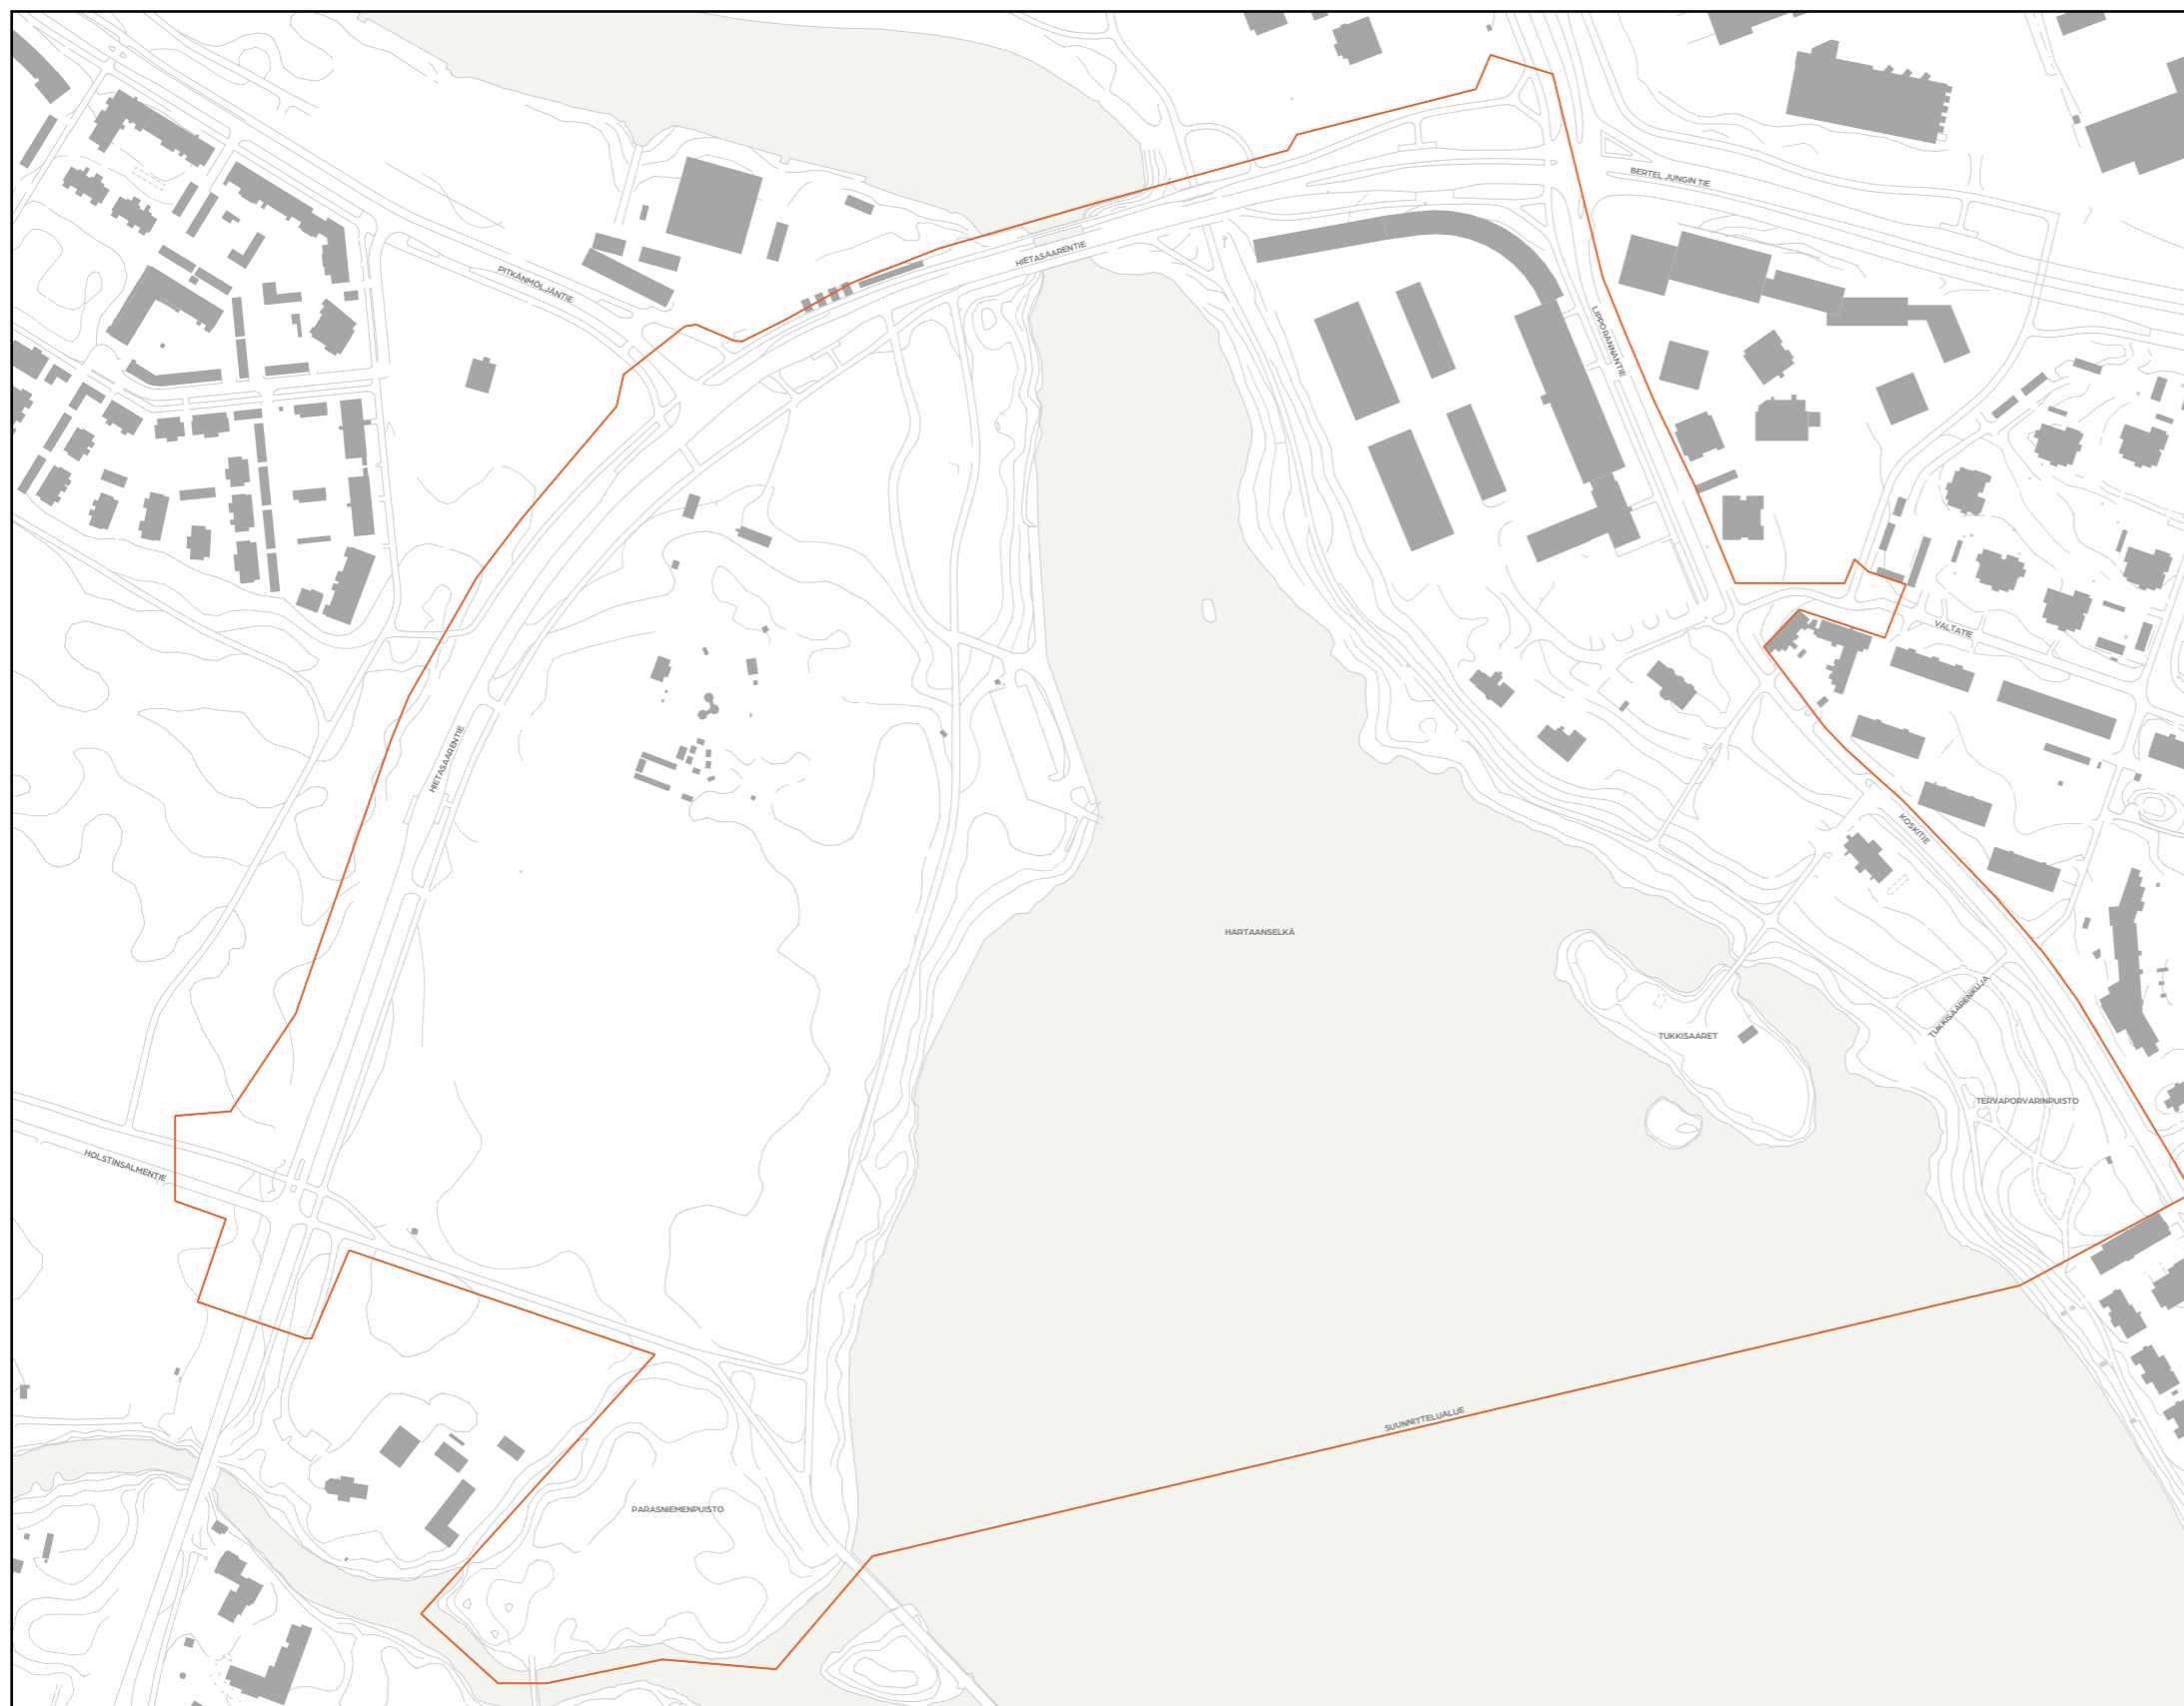 BERTEL JUNGIN TIE
HIETASAARENTIE
PITKÄNMÖLJÄNTIE
LIPPORANNANTIE
VALTATIE
HIETASAARENTIE
KOSKITIE
HARTAANSELKÄ
TUKKISAARENKUJA
TUKKISAARET
TERVAPORVARINPUISTO
HOLSTINSALMENTIE
SUUNNITTELUALUE
PARASNIEMENPUISTO